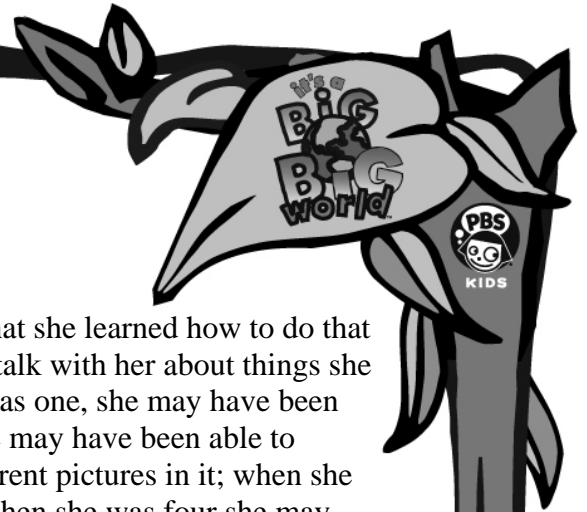 it's a
BiG
BiG
world™
PBS
KIDS
hat she learned how to do that
talk with her about things she
as one, she may have been
may have been able to
rent pictures in it; when she
hen she was four she may